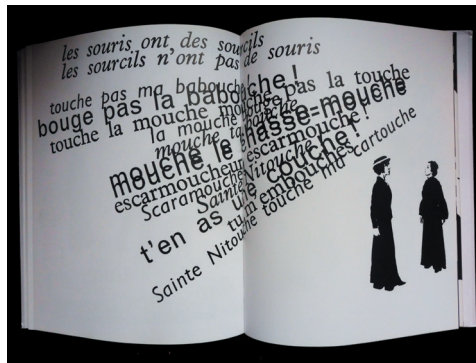 les souris ont des sourcils
les sourcils n'ont pas de souris
touche pas ma babouche!
bouge pas la babouche!
touche la mouche mouche pas la touche
la mouche
mouche ta
mouche le chasse=mouche
escarmoucheur escarmouche!
Scaramouche
Sainte Nitouche
t'en as une couche!
tu m'embouches
Sainte Nitouche touche ma cartouche